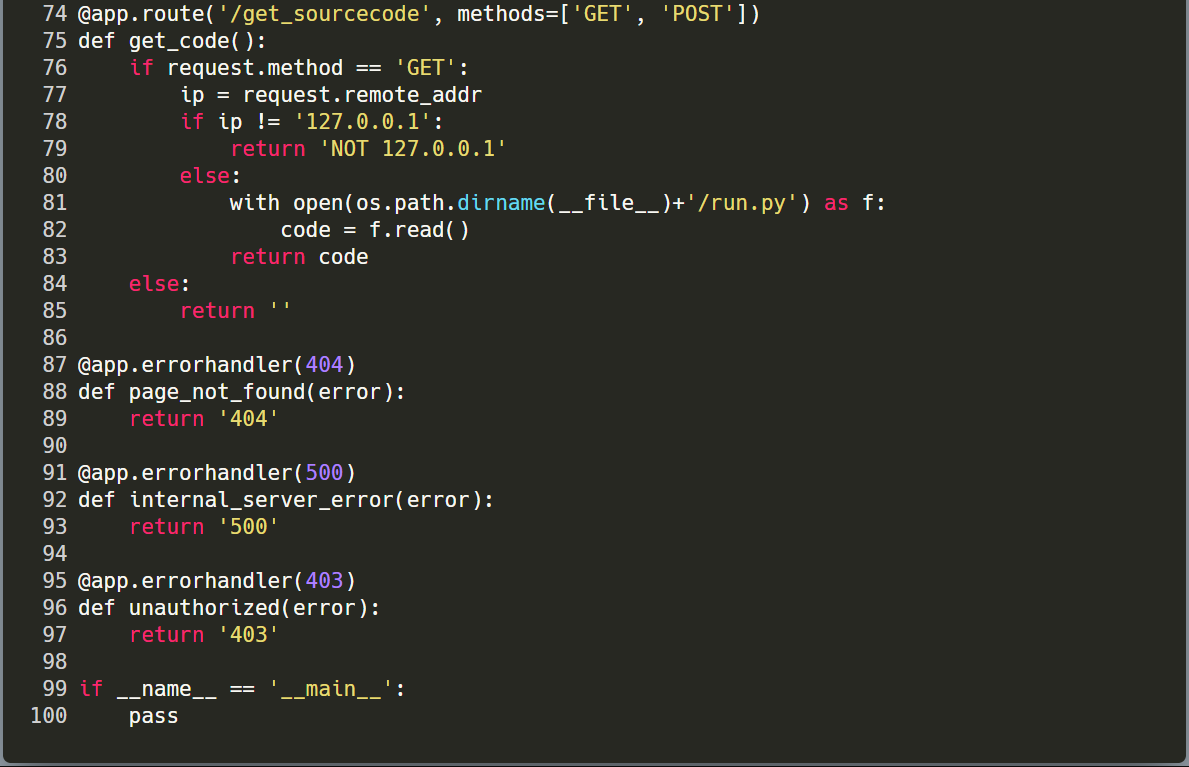 74 @app.route('/get_sourcecode', methods=['GET', 'POST'])
75 def get_code():
76     if request.method == 'GET':
77         ip = request.remote_addr
78         if ip != '127.0.0.1':
79             return 'NOT 127.0.0.1'
80         else:
81             with open(os.path.dirname(__file__)+'/run.py') as f:
82                 code = f.read()
83             return code
84     else:
85         return ''
86
87 @app.errorhandler(404)
88 def page_not_found(error):
89     return '404'
90
91 @app.errorhandler(500)
92 def internal_server_error(error):
93     return '500'
94
95 @app.errorhandler(403)
96 def unauthorized(error):
97     return '403'
98
99 if __name__ == '__main__':
100     pass